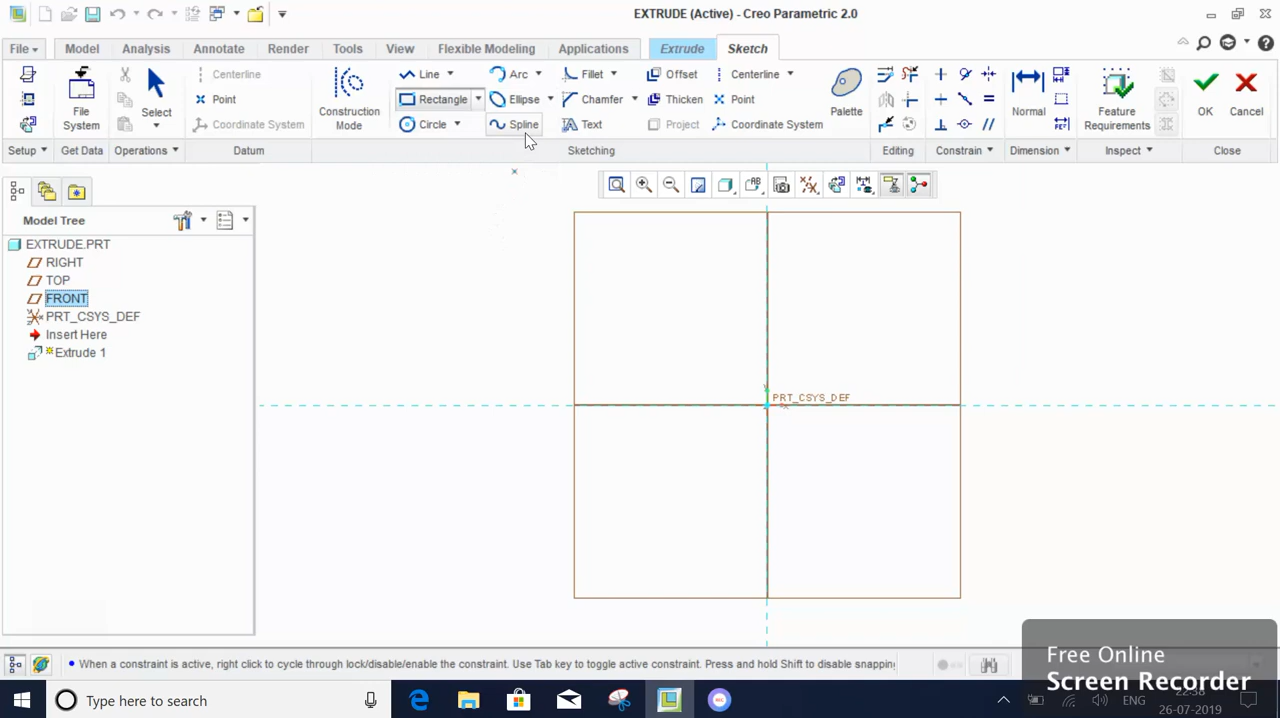 EXTRUDE (Active) - Creo Parametric 2.0
File Model Analysis Annotate Render Tools View Flexible Modeling Applications Extrude Sketch
Centerline Line Arc Fillet Offset Centerline
Point Rectangle Ellipse Chamfer Thicken Point
Coordinate System Circle Spline Text Project Coordinate System
File System
Select
Construction Mode
Palette
Normal
Feature Requirements
OK
Cancel
Setup Get Data Operations Datum Sketching Editing Constrain Dimension Inspect Close
Model Tree
EXTRUDE.PRT
RIGHT
TOP
FRONT
PRT_CSYS_DEF
Insert Here
Extrude 1
PRT_CSYS_DEF
When a constraint is active, right click to cycle through lock/disable/enable the constraint. Use Tab key to toggle active constraint. Press and hold Shift to disable snapping
Free Online
Screen Recorder
Type here to search
ENG
26-07-2019